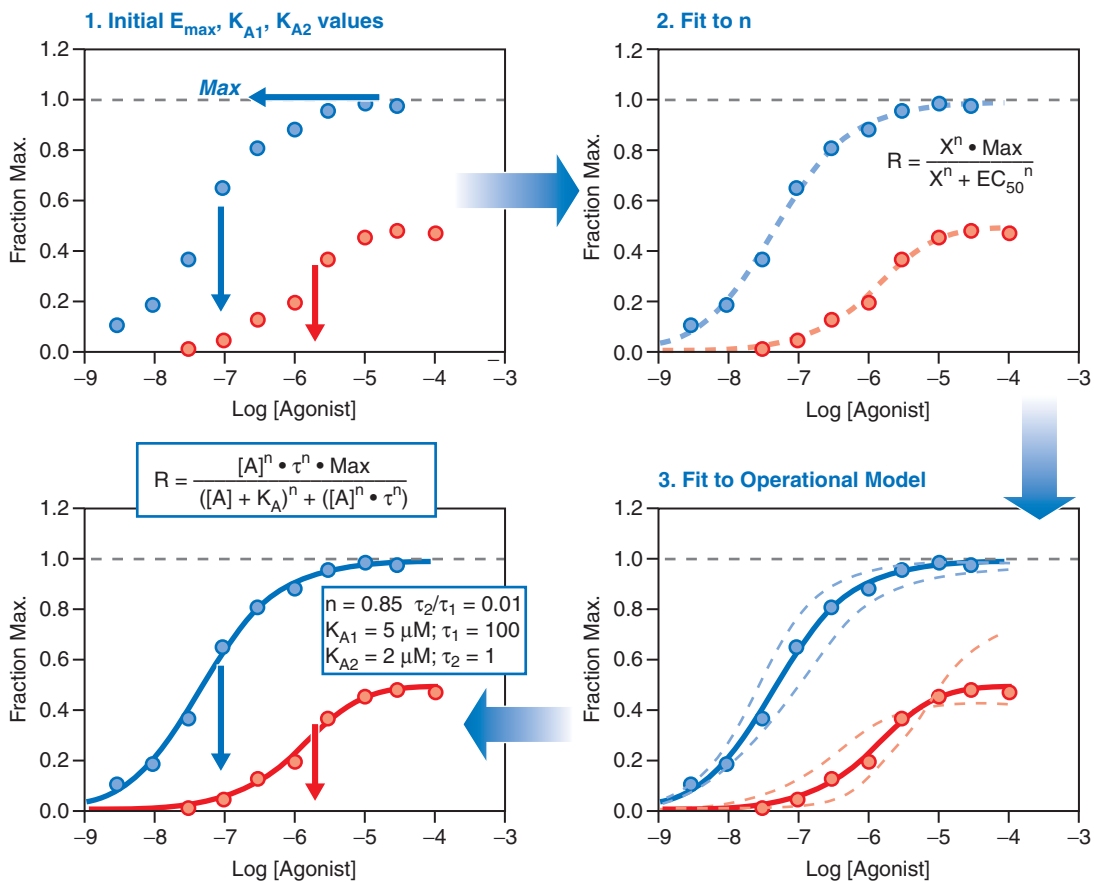 1. Initial Emax, KA1, KA2 values
1.2
1.0
0.8
0.6
0.4
0.2
0.0
Fraction Max.
Max
–9 –8 –7 –6 –5 –4 –3
Log [Agonist]
2. Fit to n
1.2
1.0
0.8
0.6
0.4
0.2
0.0
Fraction Max.
R = Xⁿ • Max
Xⁿ + EC₅₀ⁿ
–9 –8 –7 –6 –5 –4 –3
Log [Agonist]
R = [A]ⁿ • τⁿ • Max
([A] + KA)ⁿ + ([A]ⁿ • τⁿ)
1.2
1.0
0.8
0.6
0.4
0.2
0.0
Fraction Max.
n = 0.85 τ₂/τ₁ = 0.01
KA1 = 5 μM; τ₁ = 100
KA2 = 2 μM; τ₂ = 1
–9 –8 –7 –6 –5 –4 –3
Log [Agonist]
3. Fit to Operational Model
1.2
1.0
0.8
0.6
0.4
0.2
0.0
Fraction Max.
–9 –8 –7 –6 –5 –4 –3
Log [Agonist]